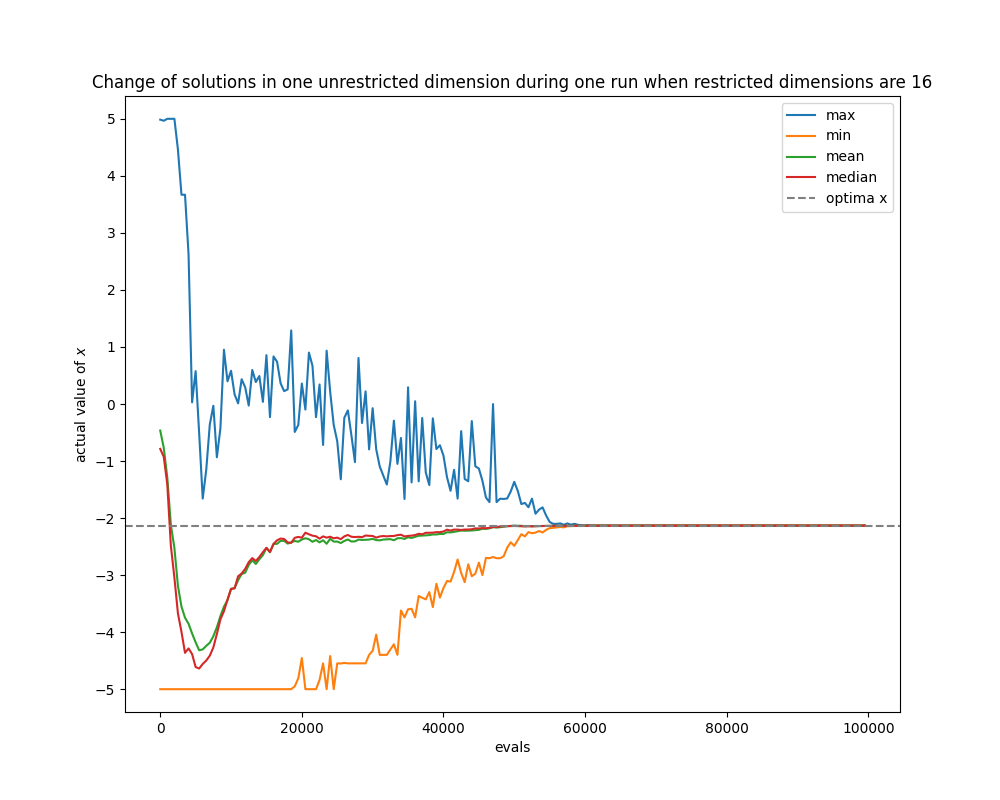 Change of solutions in one unrestricted dimension during one run when restricted dimensions are 16
max
min
mean
median
optima x
actual value of x
5
4
3
2
1
0
−1
−2
−3
−4
−5
0
20000
40000
60000
80000
100000
evals